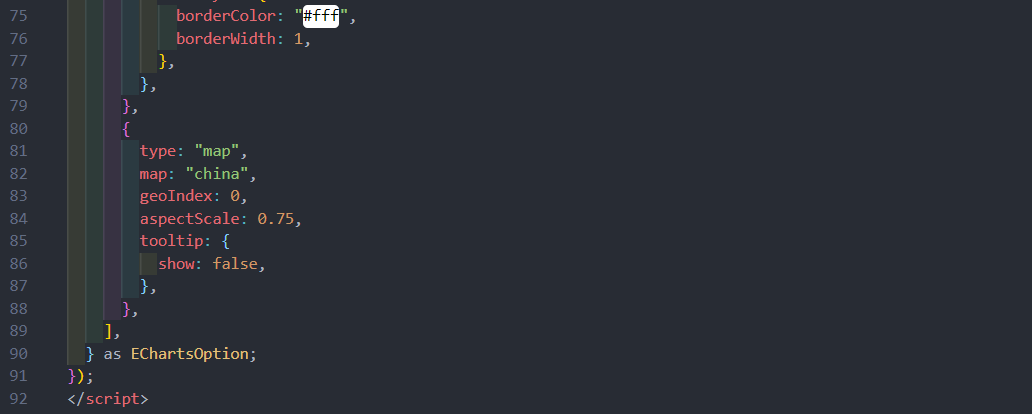 75 borderColor: "#fff",
76 borderWidth: 1,
77 },
78 },
79 },
80 {
81 type: "map",
82 map: "china",
83 geoIndex: 0,
84 aspectScale: 0.75,
85 tooltip: {
86 show: false,
87 },
88 },
89 ],
90 } as EChartsOption;
91 });
92 </script>